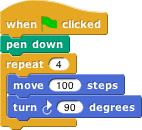 when clicked
pen down
repeat 4
move 100 steps
turn 90 degrees